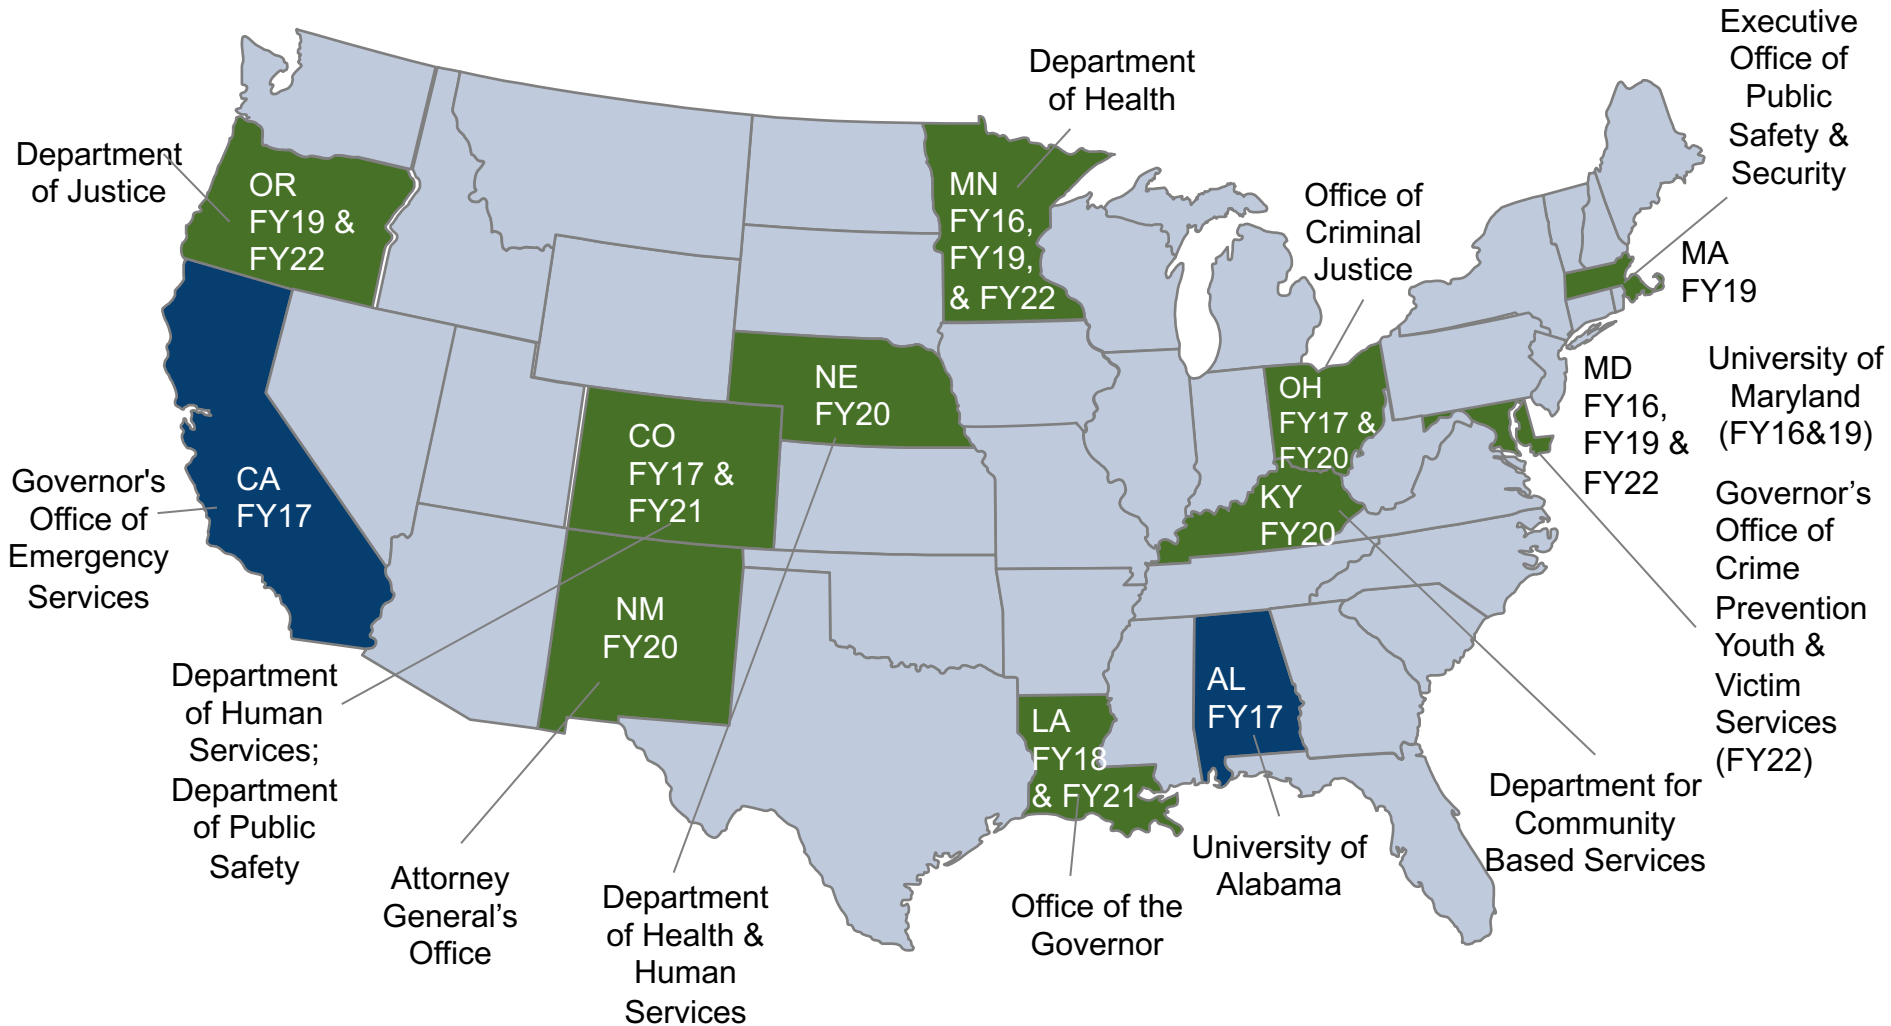 Executive
Office of
Public
Safety &
Security
Department
of Health
Department
of Justice
OR
FY19 &
FY22
MN
FY16,
FY19,
& FY22
Office of
Criminal
Justice
MA
FY19
NE
FY20
OH
FY17 &
FY20
MD
FY16,
FY19 &
FY22
University of
Maryland
(FY16&19)
CO
FY17 &
FY21
Governor's
Office of
Emergency
Services
CA
FY17
KY
FY20
Governor’s
Office of
Crime
Prevention
Youth &
Victim
Services
(FY22)
NM
FY20
Department
of Human
Services;
Department
of Public
Safety
LA
FY18
& FY21
AL
FY17
Department for
Community
Based Services
University of
Alabama
Attorney
General’s
Office
Department
of Health &
Human
Services
Office of the
Governor